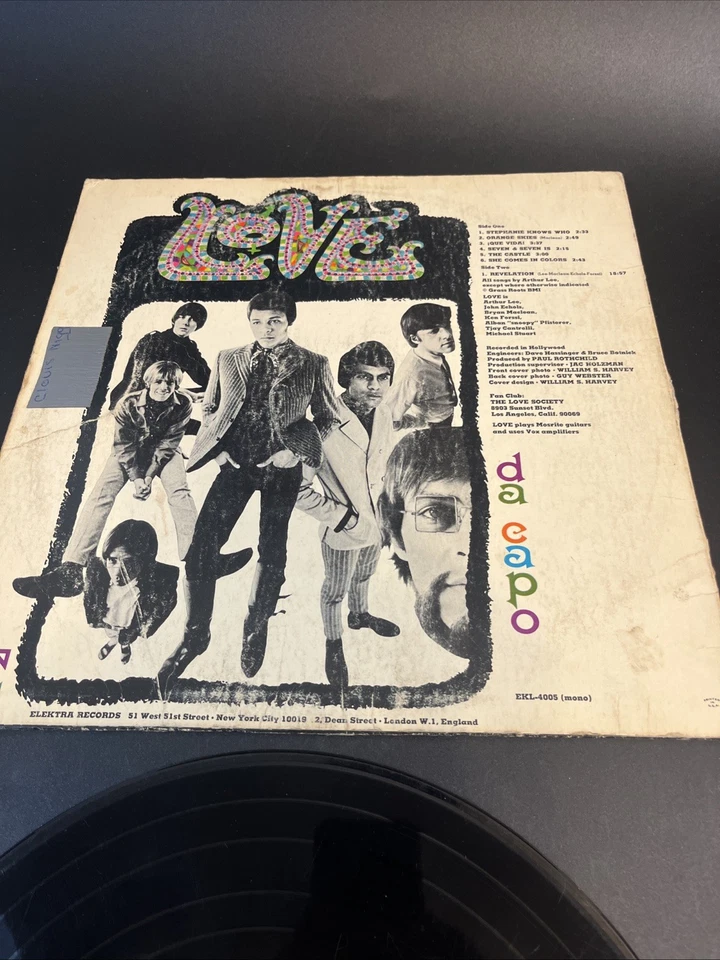 LOVE
Side One
1. STEPHANIE KNOWS WHO 2:33
2. ORANGE SKIES (Maclean) 2:49
3. ¡QUE VIDA! 3:37
4. SEVEN & SEVEN IS 2:15
5. THE CASTLE 3:00
6. SHE COMES IN COLORS 2:43
Side Two
1. REVELATION (Lee Maclean Echols Forssi) 18:57
All songs by Arthur Lee,
except where otherwise indicated
© Grass Roots BMI
LOVE is
Arthur Lee,
John Echols,
Bryan Maclean,
Ken Forssi,
Alban "snoopy" Pfisterer,
Tjay Cantrelli,
Michael Stuart
Recorded in Hollywood
Engineers: Dave Hassinger & Bruce Botnick
Produced by PAUL ROTHCHILD
Production supervisor · JAC HOLZMAN
Front cover photo · WILLIAM S. HARVEY
Back cover photo · GUY WEBSTER
Cover design · WILLIAM S. HARVEY
Fan Club:
THE LOVE SOCIETY
8903 Sunset Blvd.
Los Angeles, Calif. 90069
LOVE plays Mosrite guitars
and uses Vox amplifiers
da
capo
EKL-4005 (mono)
ELEKTRA RECORDS 51 West 51st Street · New York City 10019 2, Dean Street · London W.1, England